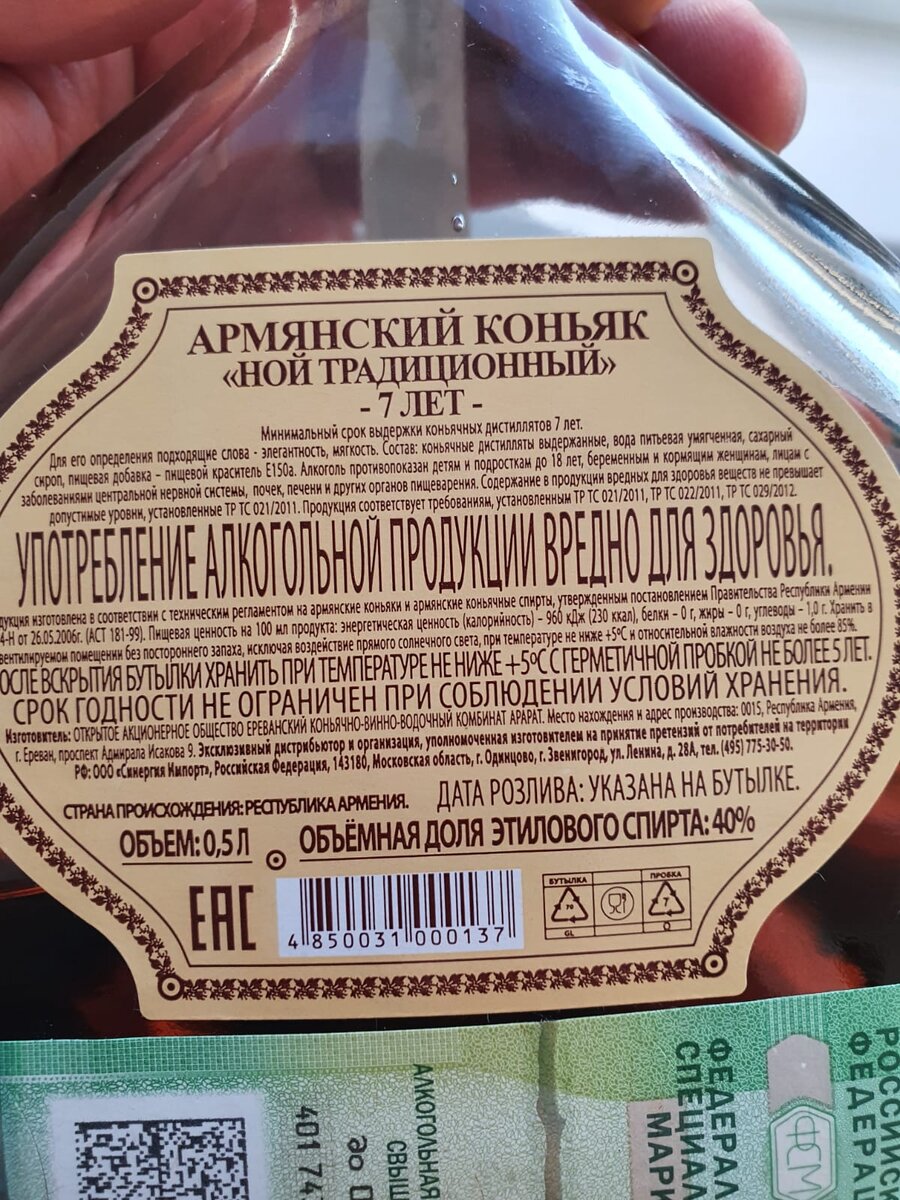 АРМЯНСКИЙ КОНЬЯК
«НОЙ ТРАДИЦИОННЫЙ»
- 7 ЛЕТ -
Минимальный срок выдержки коньячных дистиллятов 7 лет.
Для его определения подходящие слова - элегантность, мягкость. Состав: коньячные дистилляты выдержанные, вода питьевая умягченная, сахарный
сироп, пищевая добавка – пищевой краситель Е150а. Алкоголь противопоказан детям и подросткам до 18 лет, беременным и кормящим женщинам, лицам с
заболеваниями центральной нервной системы, почек, печени и других органов пищеварения. Содержание в продукции вредных для здоровья веществ не превышает
допустимые уровни, установленные ТР ТС 021/2011. Продукция соответствует требованиям, установленным ТР ТС 021/2011, ТР ТС 022/2011, ТР ТС 029/2012.
УПОТРЕБЛЕНИЕ АЛКОГОЛЬНОЙ ПРОДУКЦИИ ВРЕДНО ДЛЯ ЗДОРОВЬЯ.
дукция изготовлена в соответствии с техническим регламентом на армянские коньяки и армянские коньячные спирты, утвержденным постановлением Правительства Республики Армении
4-Н от 26.05.2006г. (АСТ 181-99). Пищевая ценность на 100 мл продукта: энергетическая ценность (калорийность) – 960 кДж (230 ккал), белки – 0 г, жиры – 0 г, углеводы – 1,0 г. Хранить в
вентилируемом помещении без постороннего запаха, исключая воздействие прямого солнечного света, при температуре не ниже +5°С и относительной влажности воздуха не более 85%.
ОСЛЕ ВСКРЫТИЯ БУТЫЛКИ ХРАНИТЬ ПРИ ТЕМПЕРАТУРЕ НЕ НИЖЕ +5°С С ГЕРМЕТИЧНОЙ ПРОБКОЙ НЕ БОЛЕЕ 5 ЛЕТ.
СРОК ГОДНОСТИ НЕ ОГРАНИЧЕН ПРИ СОБЛЮДЕНИИ УСЛОВИЙ ХРАНЕНИЯ.
Изготовитель: ОТКРЫТОЕ АКЦИОНЕРНОЕ ОБЩЕСТВО ЕРЕВАНСКИЙ КОНЬЯЧНО-ВИННО-ВОДОЧНЫЙ КОМБИНАТ АРАРАТ. Место нахождения и адрес производства: 0015, Республика Армения,
г. Ереван, проспект Адмирала Исакова 9. Эксклюзивный дистрибьютор и организация, уполномоченная изготовителем на принятие претензий от потребителей на территории
РФ: ООО «Синергия Импорт», Российская Федерация, 143180, Московская область, г. Одинцово, г. Звенигород, ул. Ленина, д. 28А, тел. (495) 775-30-50.
СТРАНА ПРОИСХОЖДЕНИЯ: РЕСПУБЛИКА АРМЕНИЯ. ДАТА РОЗЛИВА: УКАЗАНА НА БУТЫЛКЕ.
ОБЪЕМ: 0,5 Л ОБЪЁМНАЯ ДОЛЯ ЭТИЛОВОГО СПИРТА: 40%
EAC
4 850031 000137
БУТЫЛКА ПРОБКА
70 7
GL O
АЛКОГОЛЬНАЯ
СВЫШ
до 0
401 74
ФЕДЕРАЛ
СПЕЦИАЛ
МАРК
РОССИЙСК
ФЕДЕРАЦ
ФСМ